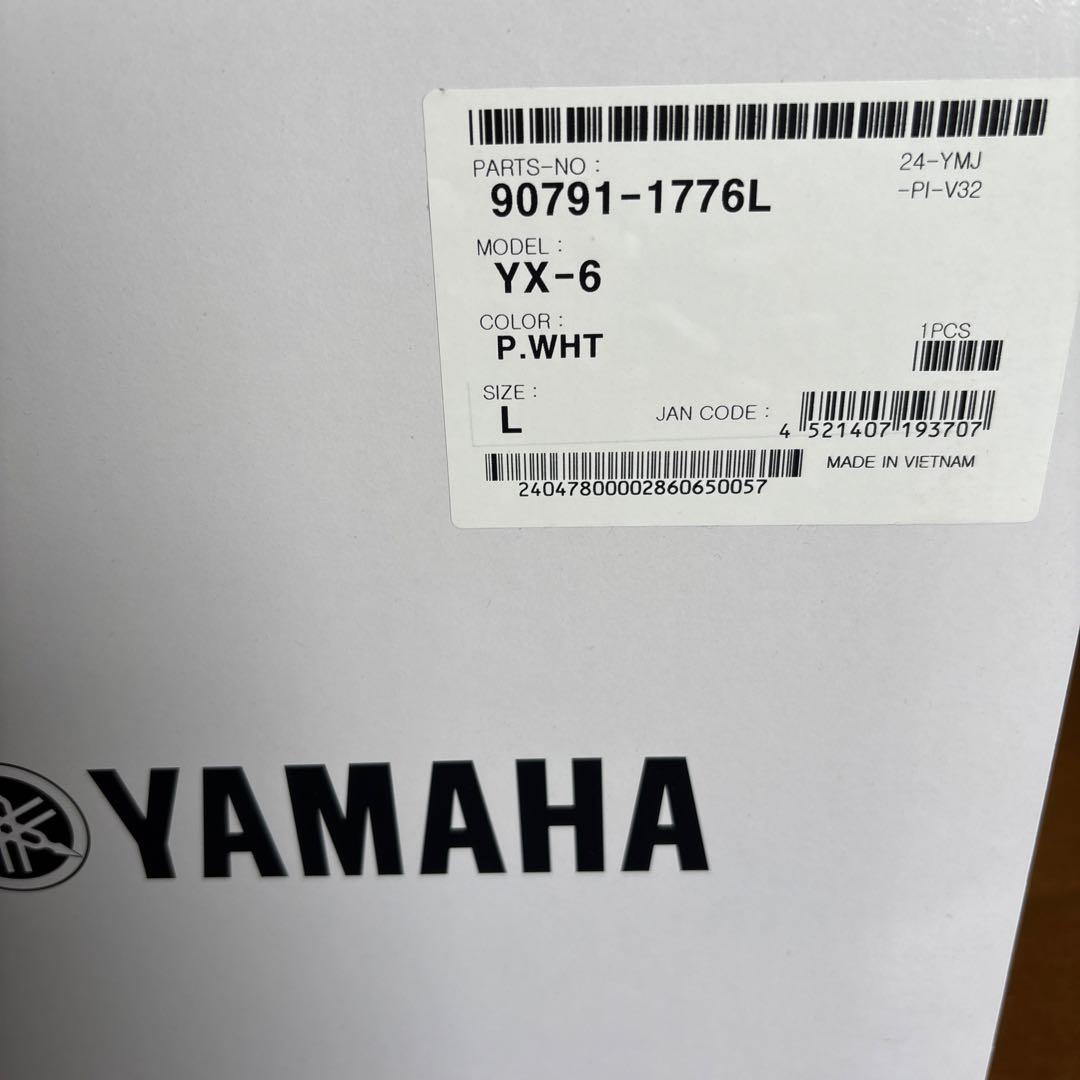 PARTS-NO :
24-YMJ
90791-1776L
-PI-V32
MODEL :
YX-6
COLOR :
P.WHT
1PCS
SIZE :
L
JAN CODE :
4 521407 193707
MADE IN VIETNAM
24047800002860650057
YAMAHA